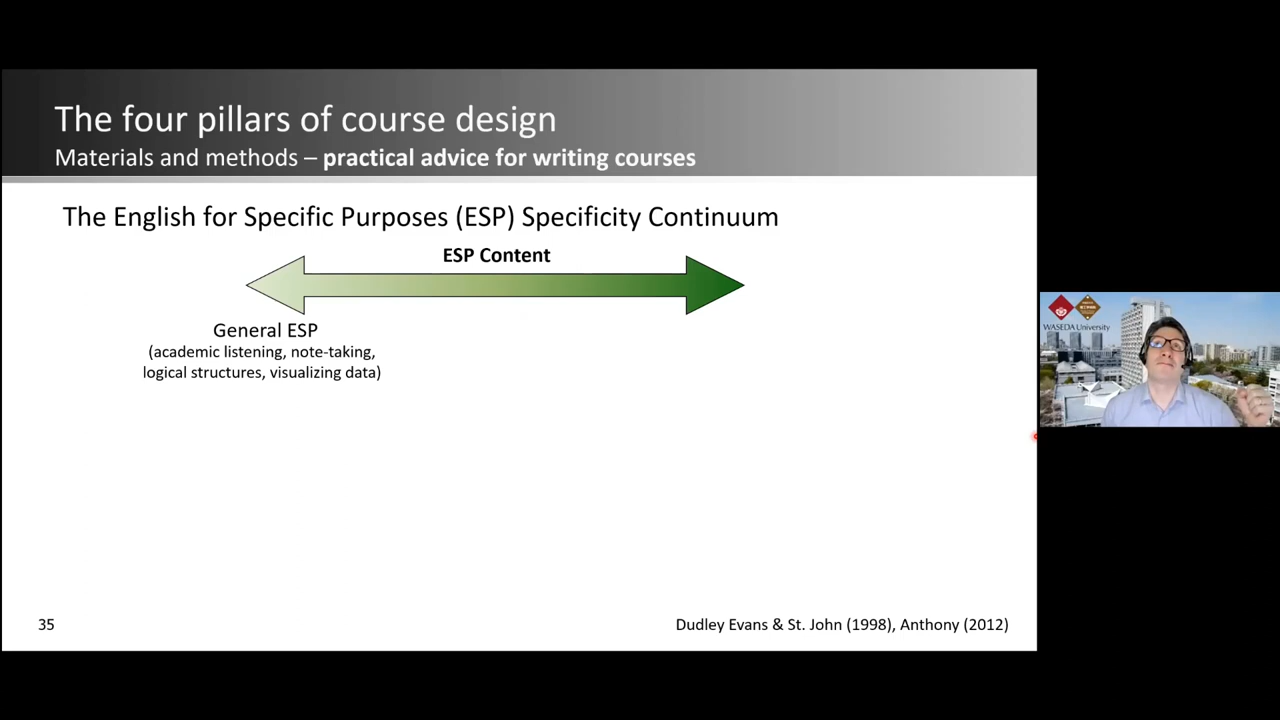 The four pillars of course design
Materials and methods – practical advice for writing courses
The English for Specific Purposes (ESP) Specificity Continuum
ESP Content
General ESP
(academic listening, note-taking,
logical structures, visualizing data)
35
Dudley Evans & St. John (1998), Anthony (2012)
WASEDA University